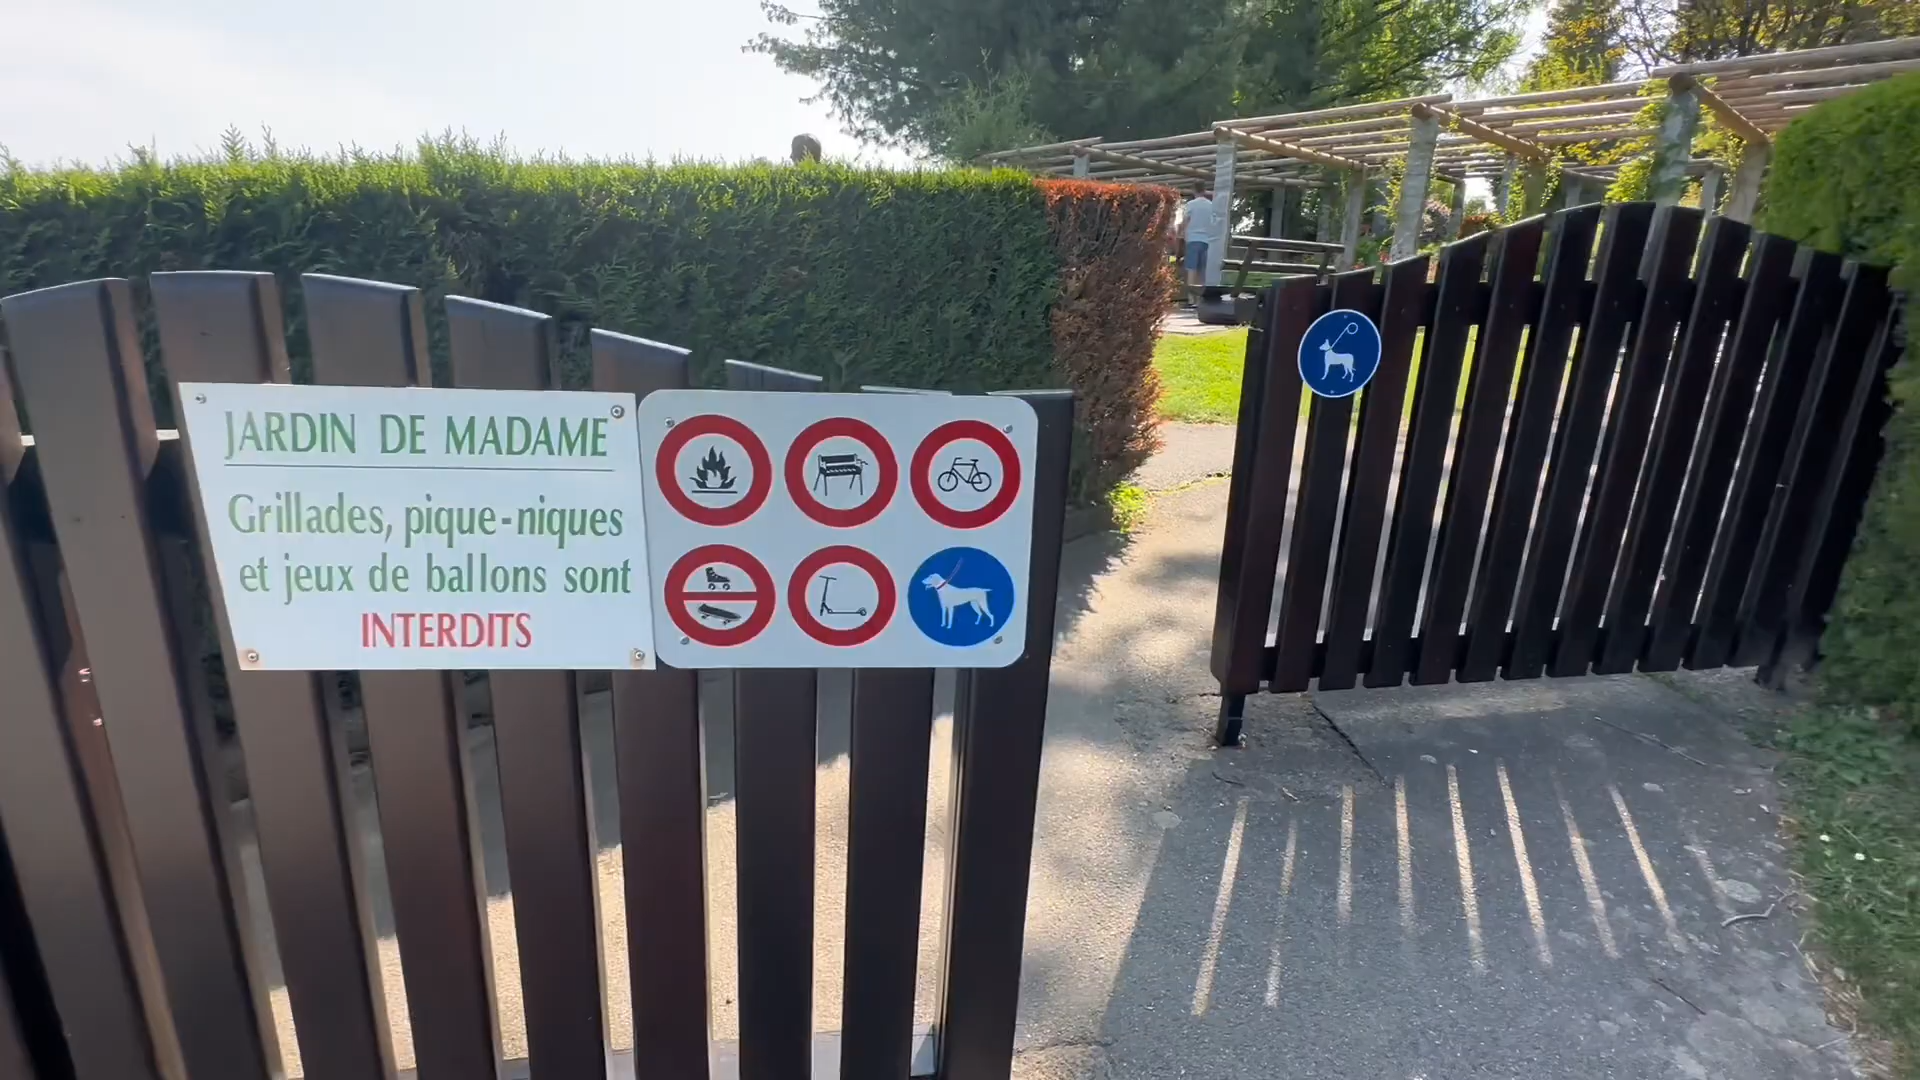 JARDIN DE MADAME
Grillades, pique-niques
et jeux de ballons sont
INTERDITS